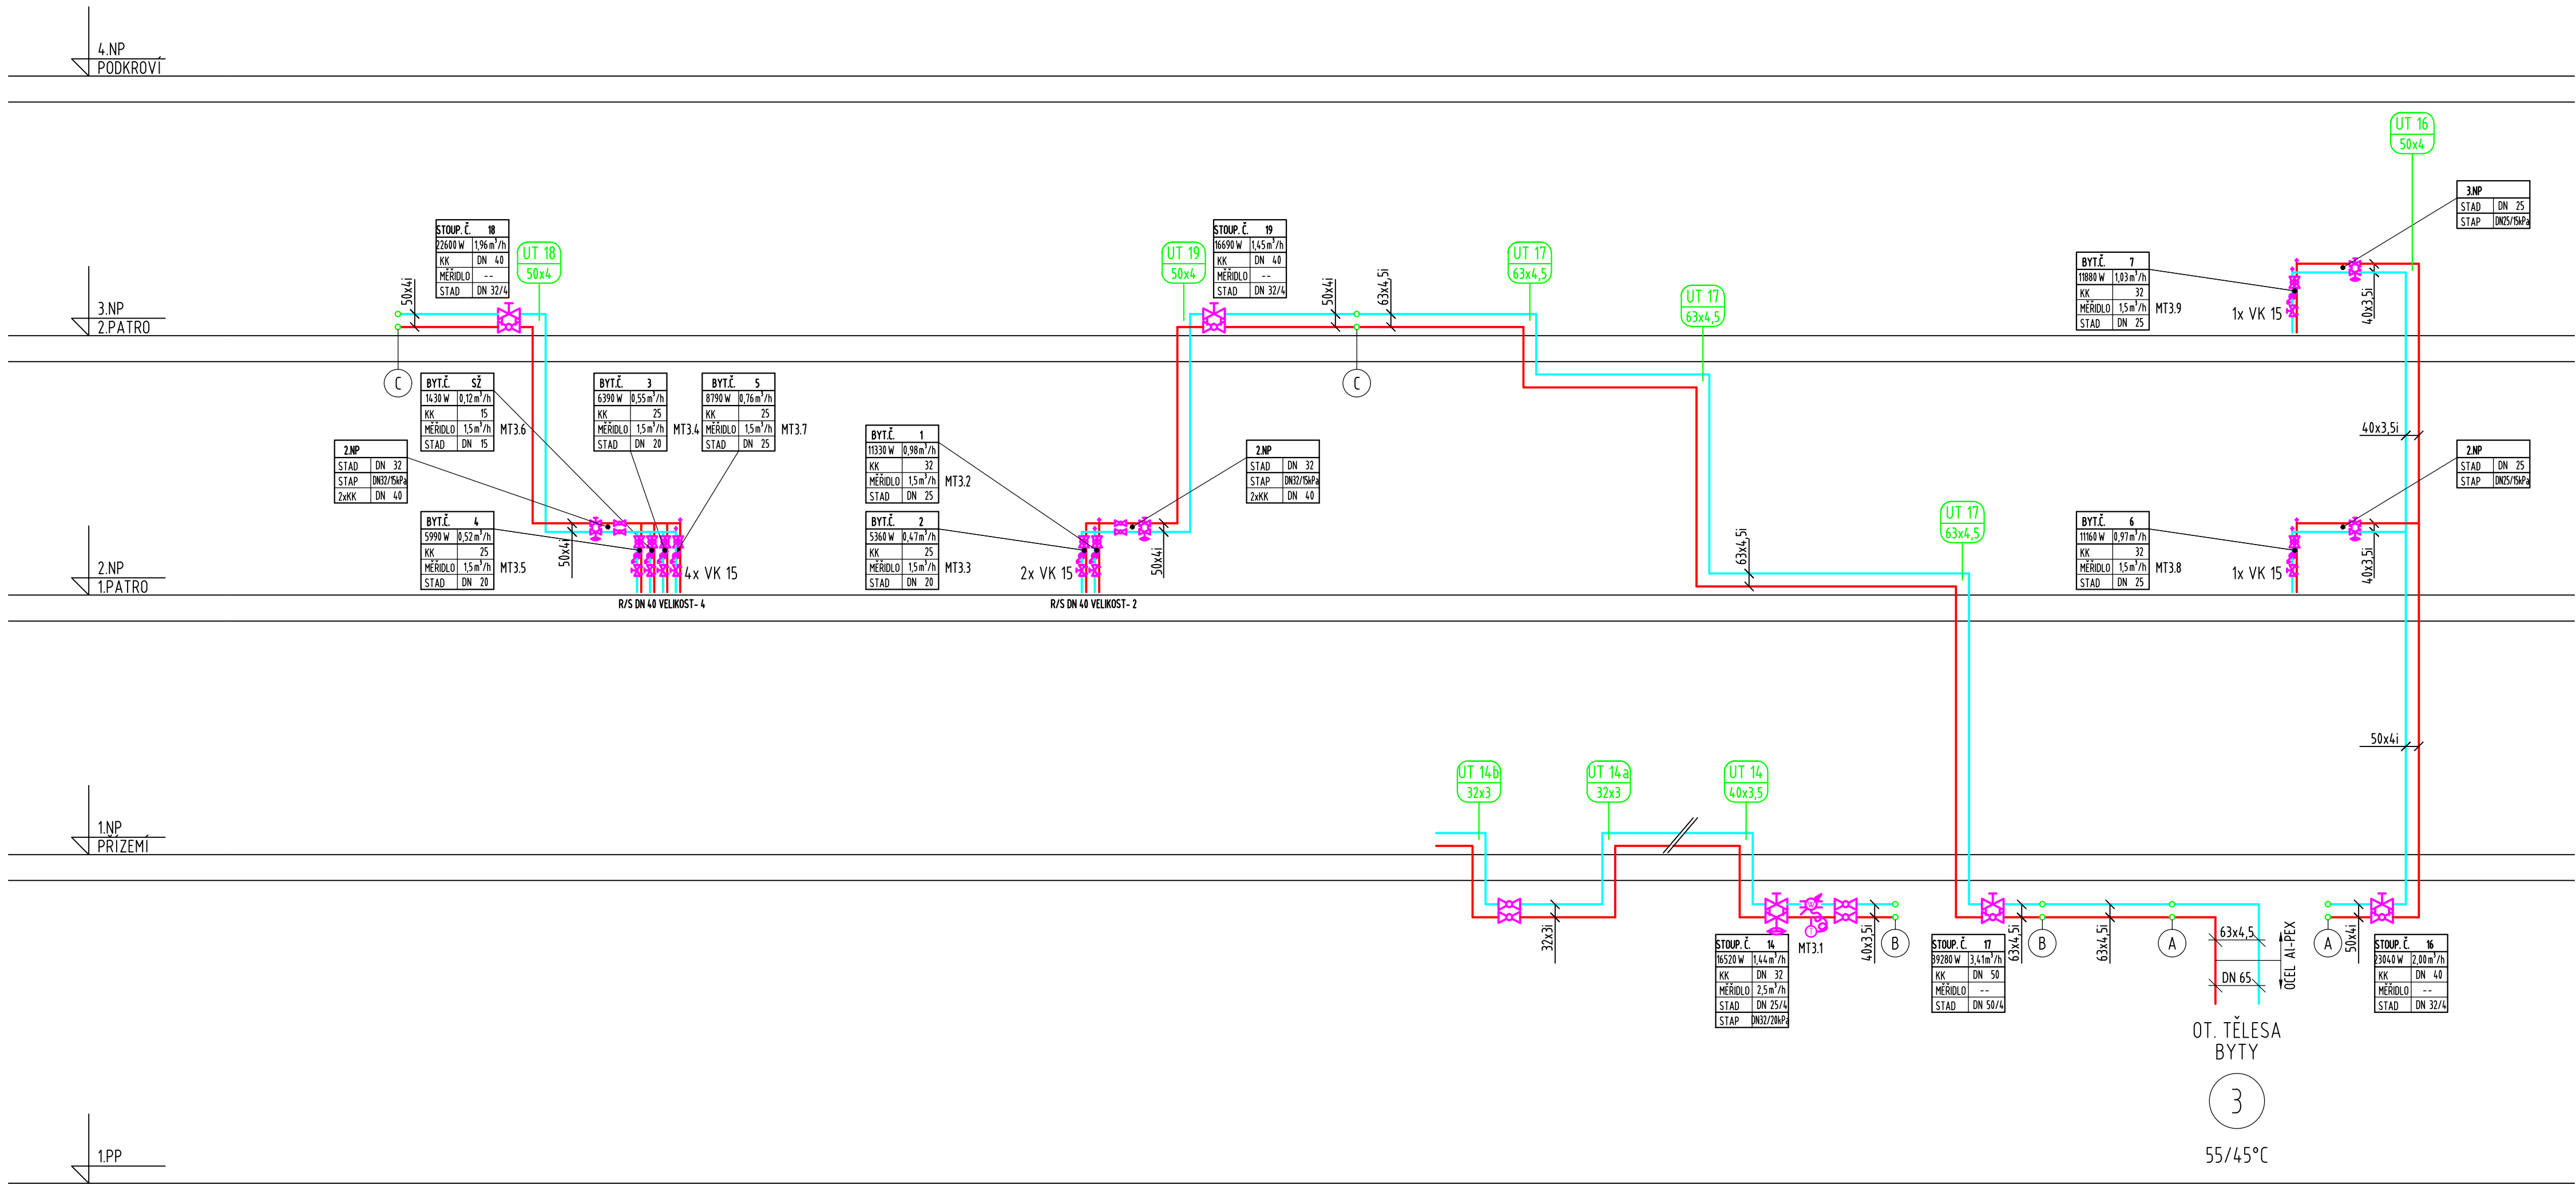 4.NP
PODKROVÍ
UT 16
50x4
3.NP
STAD DN 25
STAP DN25/15kPa
STOUP. Č. 18
22600 W 1,96 m³/h
KK DN 40
MĚŘIDLO --
STAD DN 32/4
UT 18
50x4
50x4i
UT 19
50x4
STOUP. Č. 19
16690 W 1,45 m³/h
KK DN 40
MĚŘIDLO --
STAD DN 32/4
50x4i
63x4,5i
UT 17
63x4,5
UT 17
63x4,5
BYT.Č. 7
11880 W 1,03 m³/h
KK 32
MĚŘIDLO 1,5 m³/h
STAD DN 25
MT3.9
1x VK 15
40x3,5i
3.NP
2.PATRO
C
C
BYT.Č. SŽ
1430 W 0,12 m³/h
KK 15
MĚŘIDLO 1,5 m³/h
STAD DN 15
MT3.6
BYT.Č. 3
6390 W 0,55 m³/h
KK 25
MĚŘIDLO 1,5 m³/h
STAD DN 20
MT3.4
BYT.Č. 5
8790 W 0,76 m³/h
KK 25
MĚŘIDLO 1,5 m³/h
STAD DN 25
MT3.7
2.NP
STAD DN 32
STAP DN32/15kPa
2xKK DN 40
BYT.Č. 1
11330 W 0,98 m³/h
KK 32
MĚŘIDLO 1,5 m³/h
STAD DN 25
MT3.2
2.NP
STAD DN 32
STAP DN32/15kPa
2xKK DN 40
40x3,5i
2.NP
STAD DN 25
STAP DN25/15kPa
BYT.Č. 4
5990 W 0,52 m³/h
KK 25
MĚŘIDLO 1,5 m³/h
STAD DN 20
MT3.5
50x4i
4x VK 15
R/S DN 40 VELIKOST- 4
BYT.Č. 2
5360 W 0,47 m³/h
KK 25
MĚŘIDLO 1,5 m³/h
STAD DN 20
MT3.3
2x VK 15
50x4i
R/S DN 40 VELIKOST- 2
63x4,5i
UT 17
63x4,5
BYT.Č. 6
11160 W 0,97 m³/h
KK 32
MĚŘIDLO 1,5 m³/h
STAD DN 25
MT3.8
1x VK 15
40x3,5i
2.NP
1.PATRO
50x4i
UT 14b
32x3
UT 14a
32x3
UT 14
40x3,5
1.NP
PŘÍZEMÍ
32x3i
STOUP. Č. 14
16520 W 1,44 m³/h
KK DN 32
MĚŘIDLO 2,5 m³/h
STAD DN 25/4
STAP DN32/20kPa
MT3.1
40x3,5i
B
STOUP. Č. 17
39280 W 3,41 m³/h
KK DN 50
MĚŘIDLO --
STAD DN 50/4
63x4,5i
B
63x4,5i
A
63x4,5
DN 65
OCEL Al-PEX
A
50x4i
STOUP. Č. 16
23040 W 2,00 m³/h
KK DN 40
MĚŘIDLO --
STAD DN 32/4
OT. TĚLESA
BYTY
3
55/45°C
1.PP